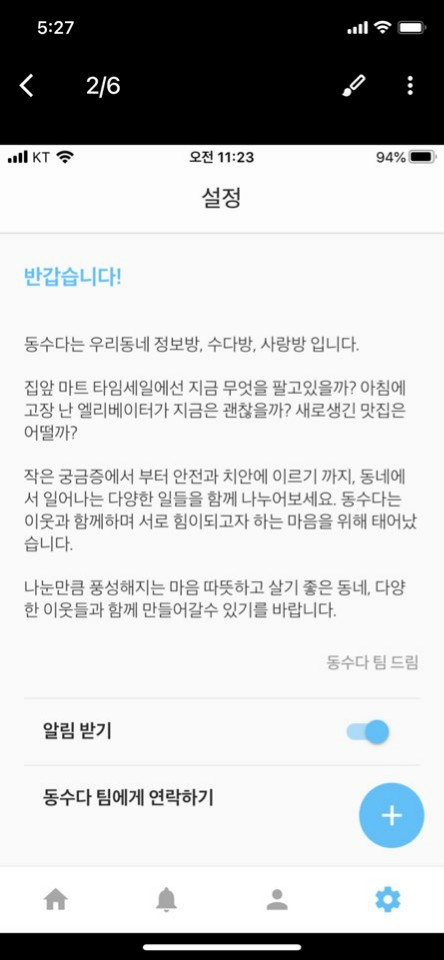 5:27
2/6
KT
오전 11:23
94%
설정
반갑습니다!
동수다는 우리동네 정보방, 수다방, 사랑방 입니다.
집앞 마트 타임세일에선 지금 무엇을 팔고있을까? 아침에
고장 난 엘리베이터가 지금은 괜찮을까? 새로생긴 맛집은
어떨까?
작은 궁금증에서 부터 안전과 치안에 이르기 까지, 동네에
서 일어나는 다양한 일들을 함께 나누어보세요. 동수다는
이웃과 함께하며 서로 힘이되고자 하는 마음을 위해 태어났
습니다.
나눈만큼 풍성해지는 마음 따뜻하고 살기 좋은 동네, 다양
한 이웃들과 함께 만들어갈수 있기를 바랍니다.
동수다 팀 드림
알림 받기
동수다 팀에게 연락하기